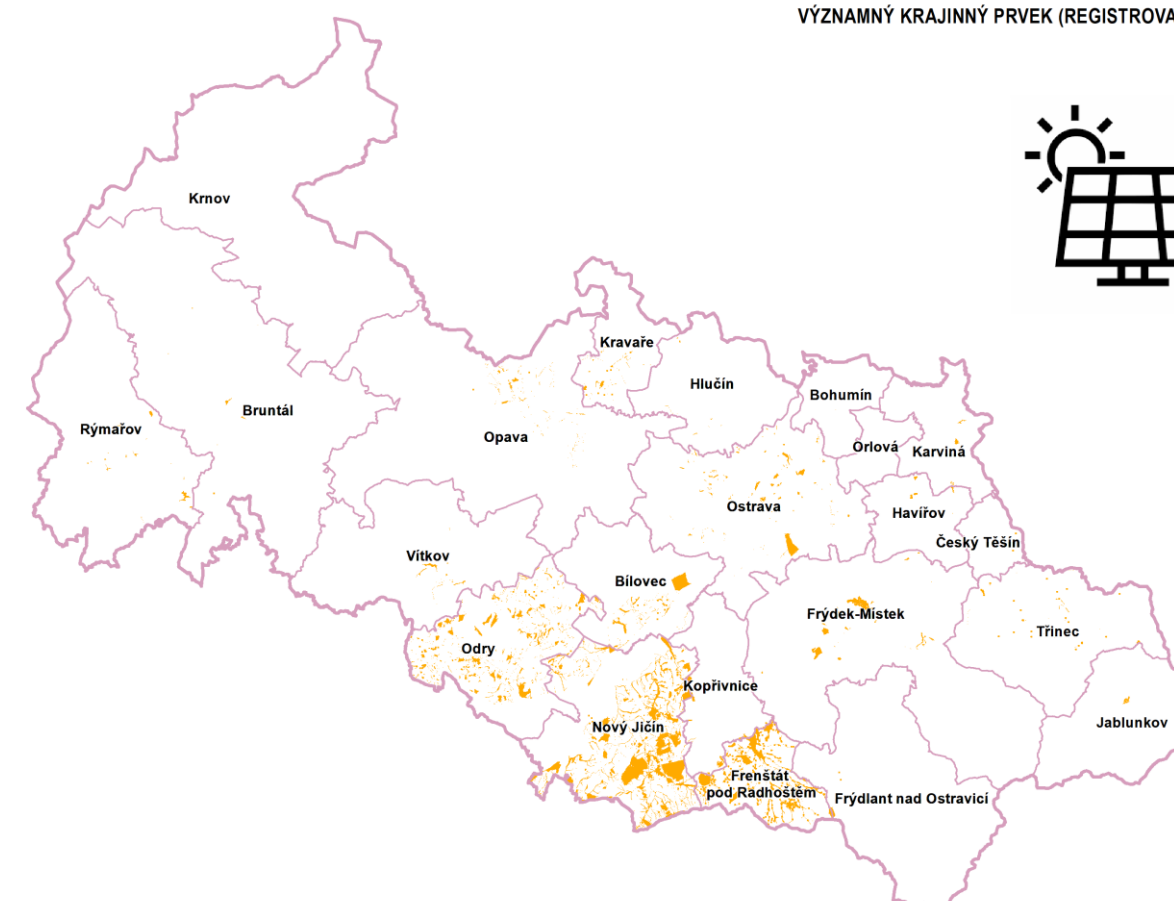 VÝZNAMNÝ KRAJINNÝ PRVEK (REGISTROVA
Krnov
Kravaře
Hlučín
Bohumín
Rýmařov
Bruntál
Opava
Orlová
Karviná
Ostrava
Havířov
Český Těšín
Vítkov
Bílovec
Frýdek-Místek
Třinec
Odry
Kopřivnice
Nový Jičín
Jablunkov
Frenštát
pod Radhoštěm
Frýdlant nad Ostravicí